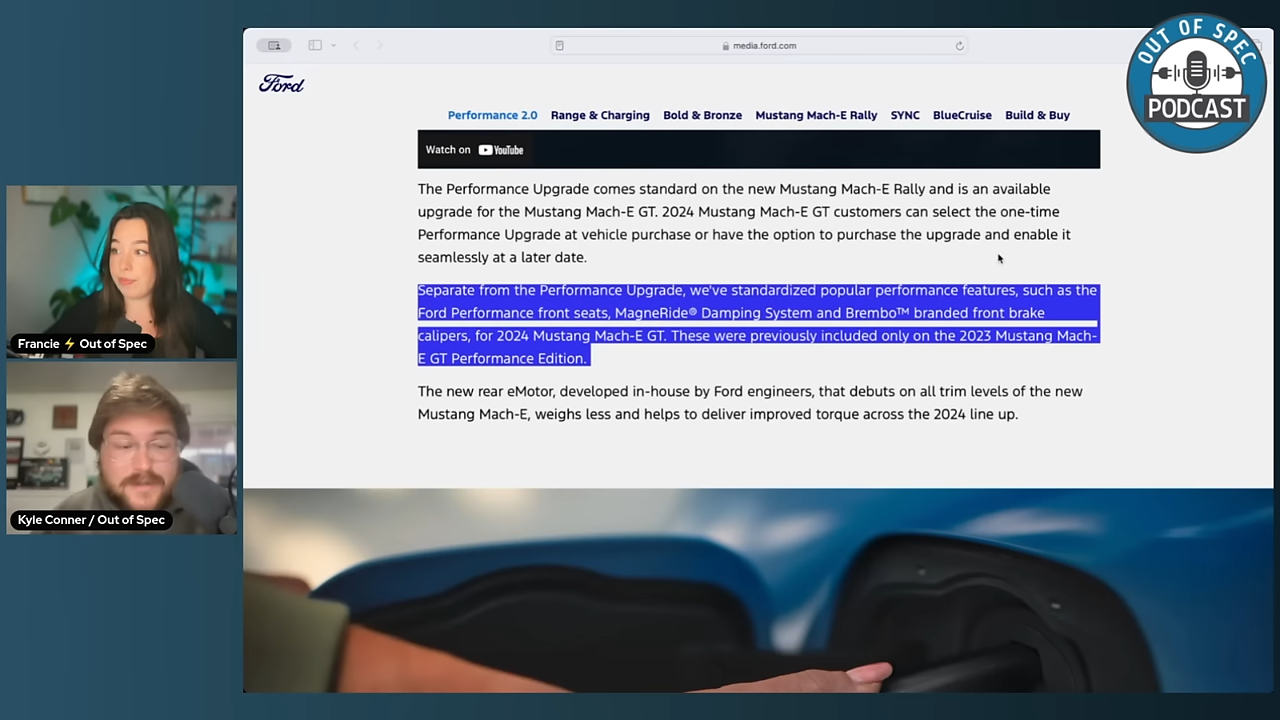 OUT OF SPEC
PODCAST
media.ford.com
Ford
Performance 2.0 Range & Charging Bold & Bronze Mustang Mach-E Rally SYNC BlueCruise Build & Buy
Watch on YouTube
The Performance Upgrade comes standard on the new Mustang Mach-E Rally and is an available
upgrade for the Mustang Mach-E GT. 2024 Mustang Mach-E GT customers can select the one-time
Performance Upgrade at vehicle purchase or have the option to purchase the upgrade and enable it
seamlessly at a later date.
Separate from the Performance Upgrade, we've standardized popular performance features, such as the
Ford Performance front seats, MagneRide® Damping System and Brembo™ branded front brake
calipers, for 2024 Mustang Mach-E GT. These were previously included only on the 2023 Mustang Mach-
E GT Performance Edition.
The new rear eMotor, developed in-house by Ford engineers, that debuts on all trim levels of the new
Mustang Mach-E, weighs less and helps to deliver improved torque across the 2024 line up.
Francie ⚡ Out of Spec
Kyle Conner / Out of Spec